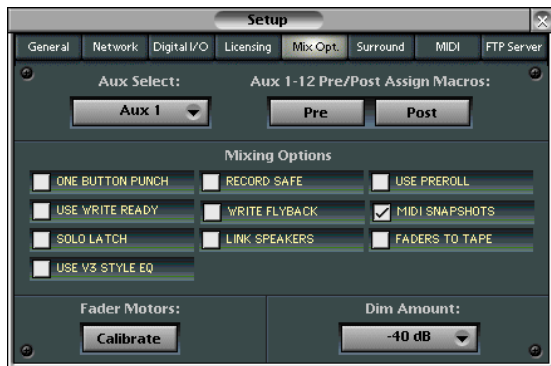 Setup
General Network Digital I/O Licensing Mix Opt. Surround MIDI FTP Server
Aux Select: Aux 1-12 Pre/Post Assign Macros:
Aux 1 Pre Post
Mixing Options
ONE BUTTON PUNCH RECORD SAFE USE PREROLL
USE WRITE READY WRITE FLYBACK MIDI SNAPSHOTS
SOLO LATCH LINK SPEAKERS FADERS TO TAPE
USE V3 STYLE EQ
Fader Motors: Dim Amount:
Calibrate -40 dB